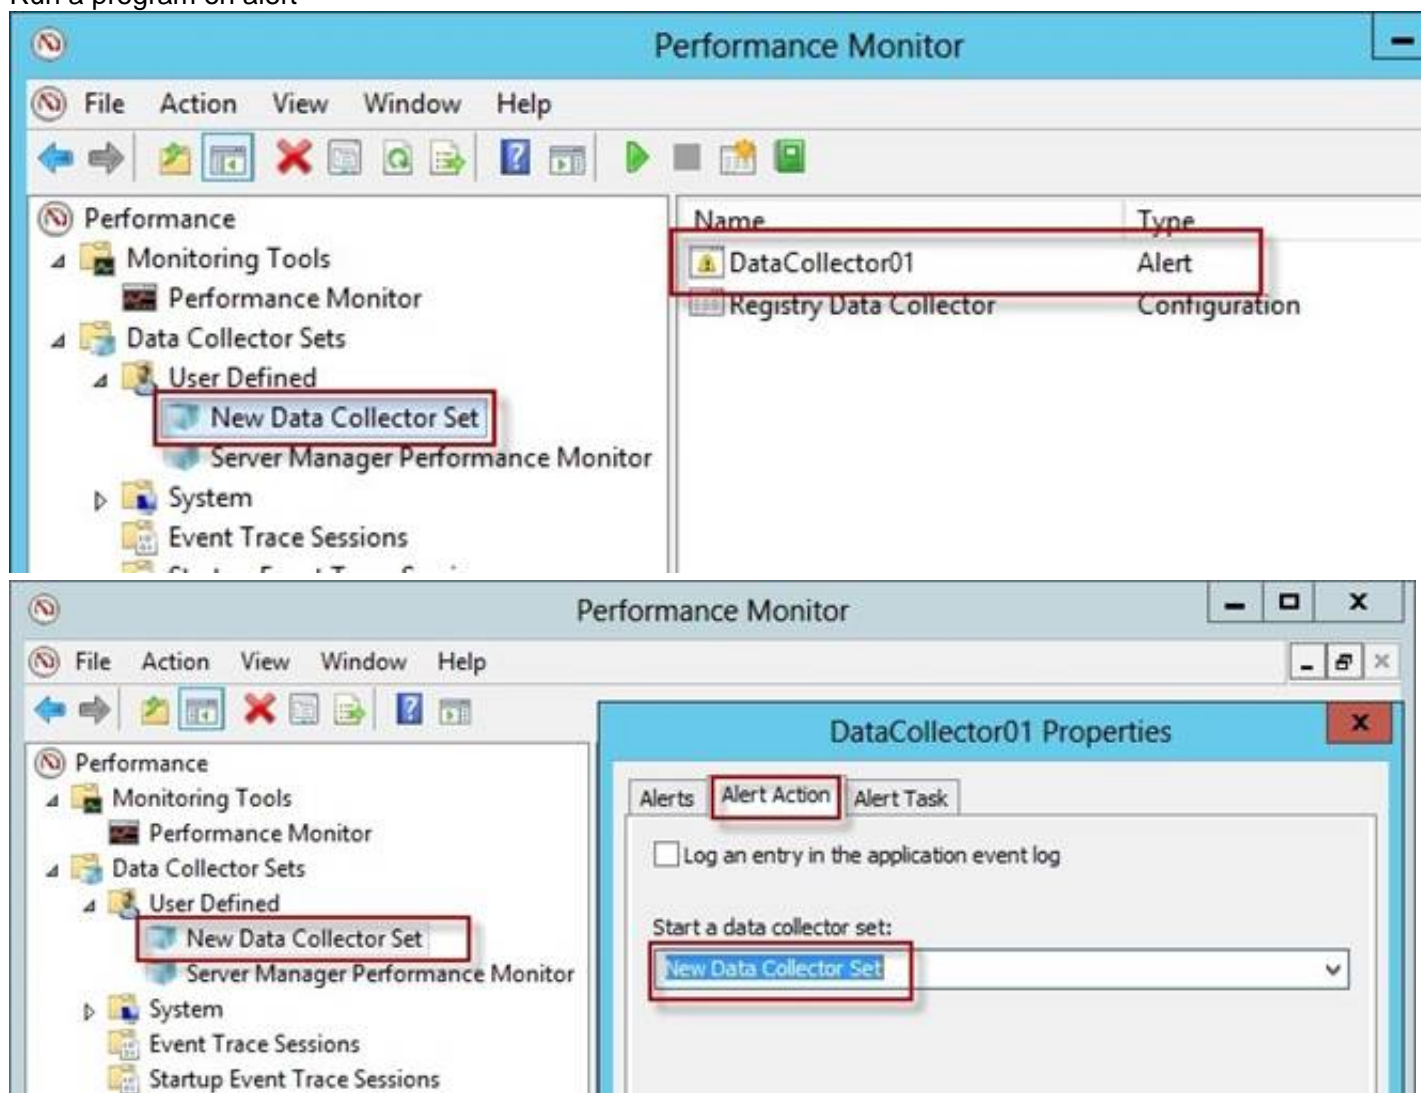 Run a program on alert
Performance Monitor
File Action View Window Help
Performance
Monitoring Tools
Performance Monitor
Data Collector Sets
User Defined
New Data Collector Set
Server Manager Performance Monitor
System
Event Trace Sessions
Name Type
DataCollector01 Alert
Registry Data Collector Configuration
Performance Monitor
File Action View Window Help
Performance
Monitoring Tools
Performance Monitor
Data Collector Sets
User Defined
New Data Collector Set
Server Manager Performance Monitor
System
Event Trace Sessions
Startup Event Trace Sessions
DataCollector01 Properties
Alerts Alert Action Alert Task
Log an entry in the application event log
Start a data collector set:
New Data Collector Set